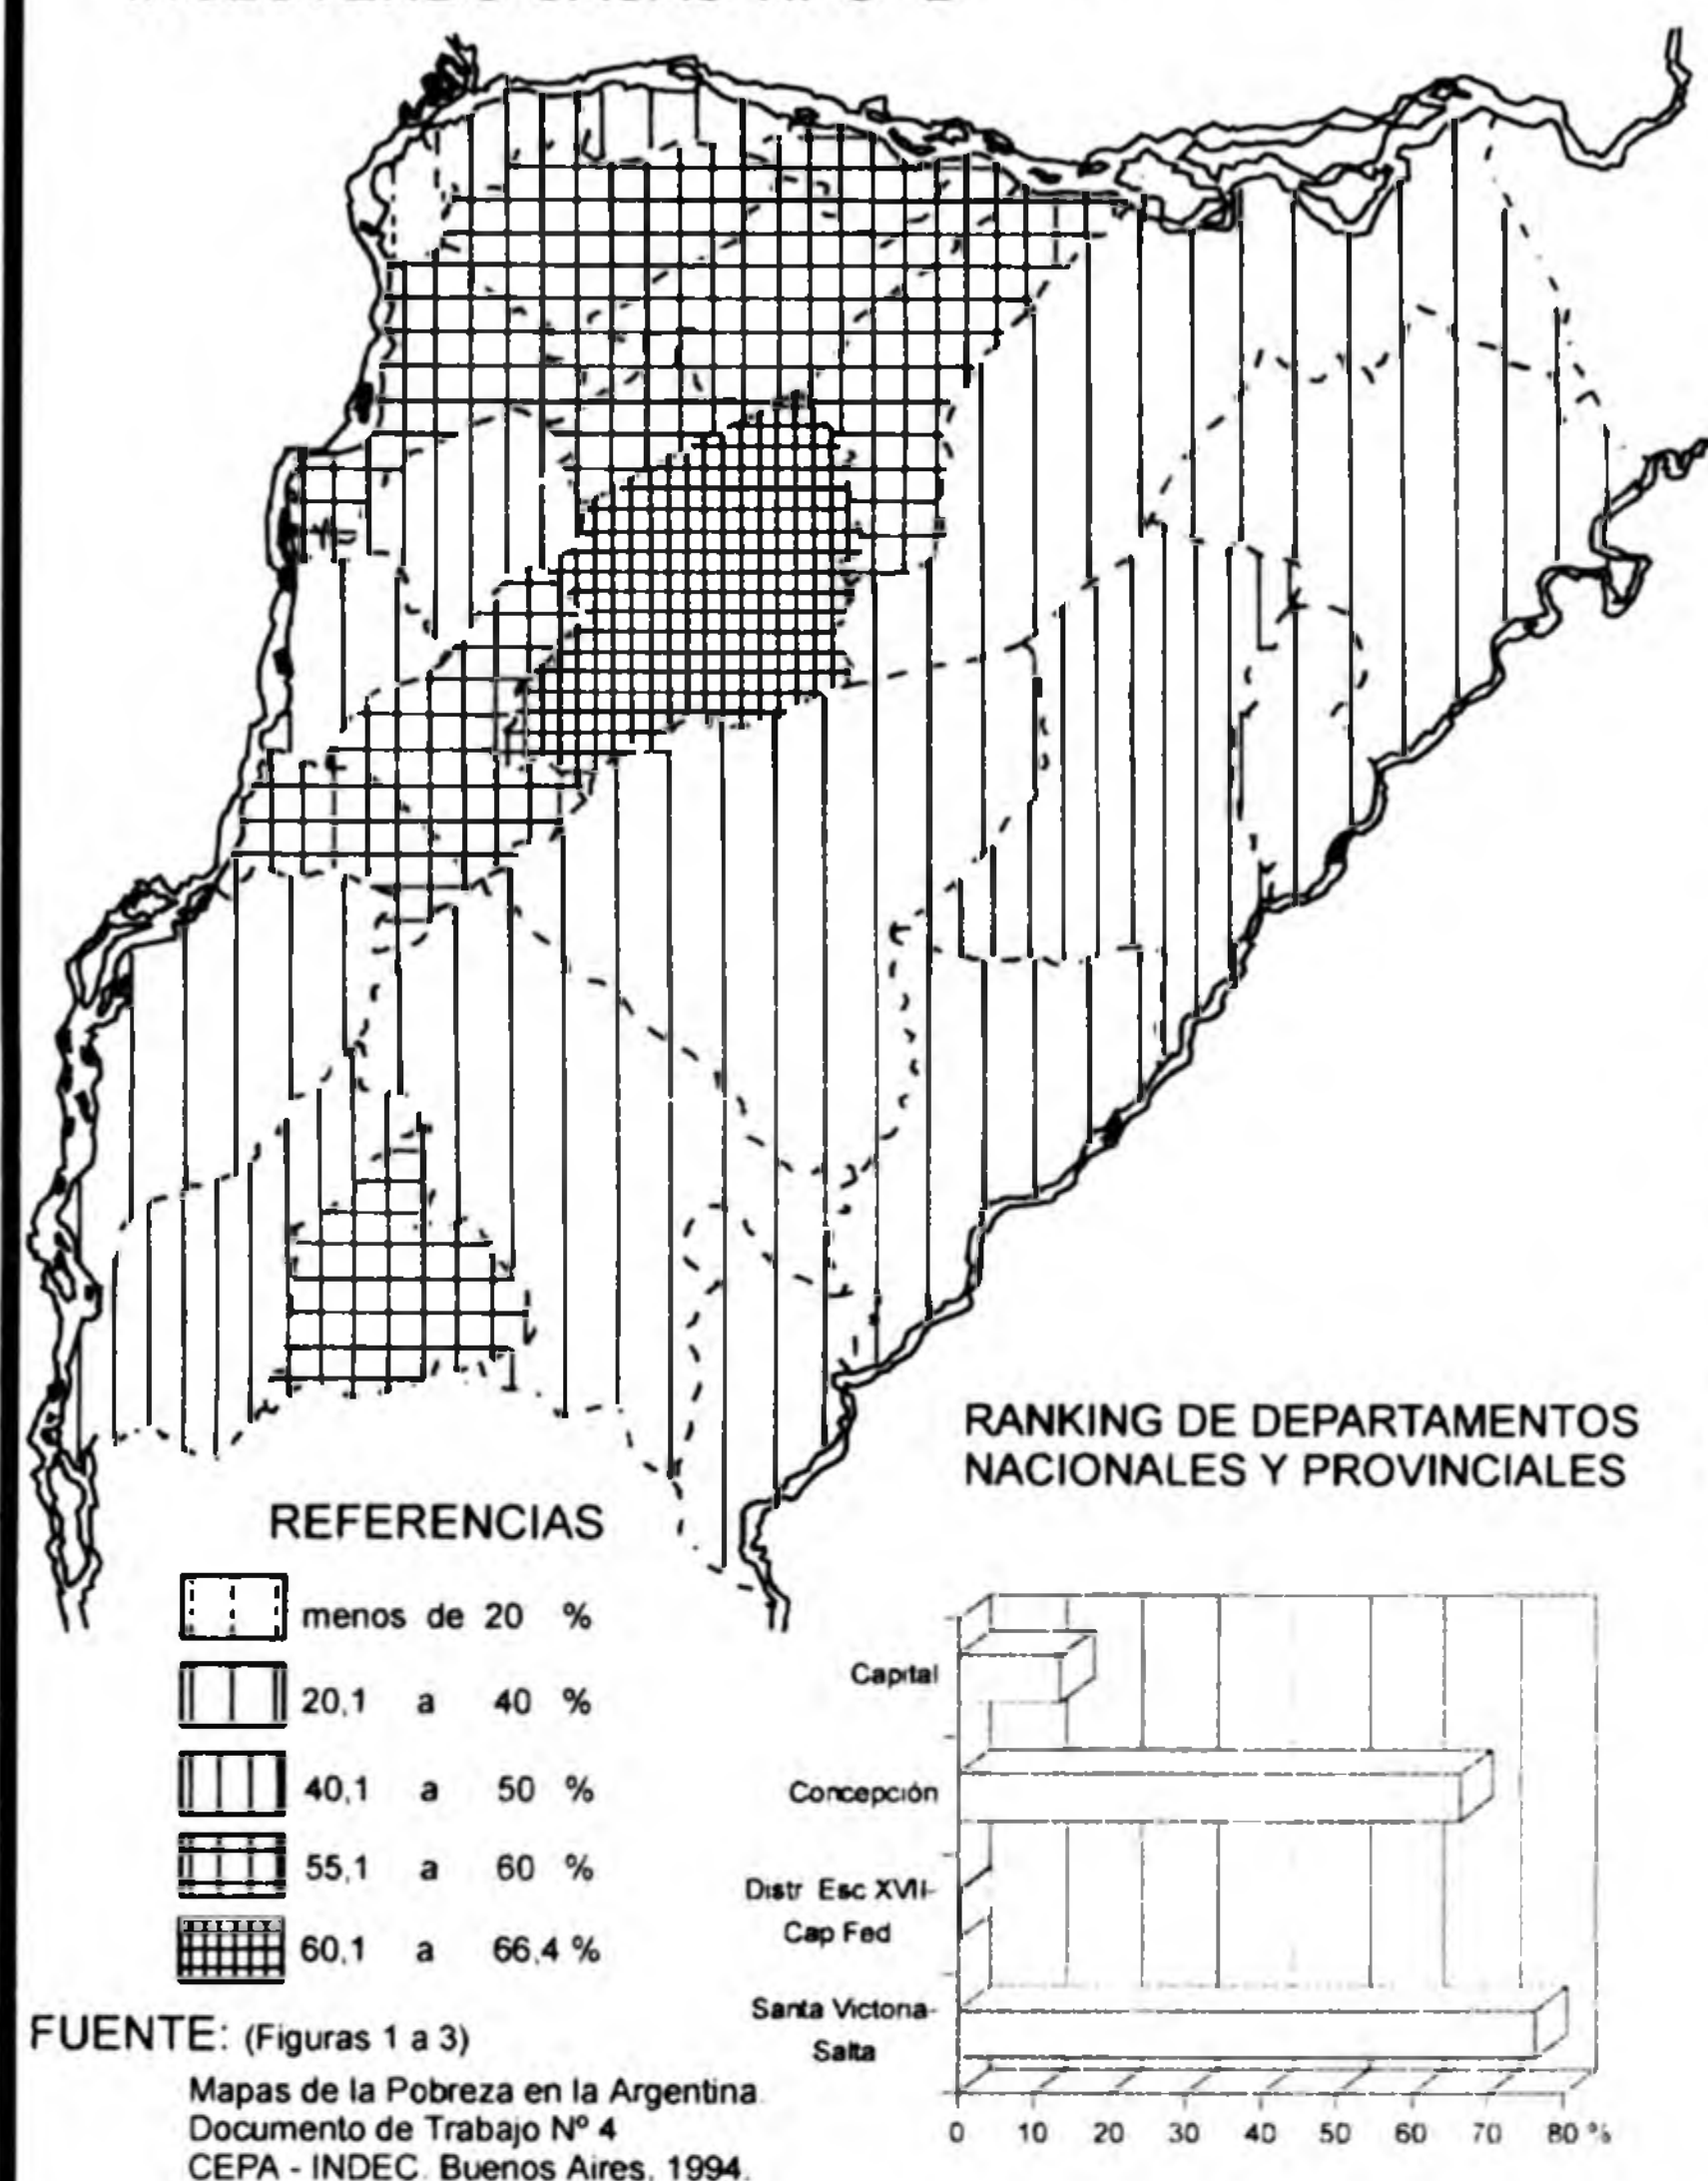 RANKING DE DEPARTAMENTOS
NACIONALES Y PROVINCIALES
REFERENCIAS
menos de 20 %
20,1 a 40 %
40,1 a 50 %
55,1 a 60 %
60,1 a 66,4 %
Capital
Concepción
Distr Esc XVII-
Cap Fed
Santa Victoria-
Salta
0 10 20 30 40 50 60 70 80 %
FUENTE: (Figuras 1 a 3)
Mapas de la Pobreza en la Argentina.
Documento de Trabajo Nº 4
CEPA - INDEC. Buenos Aires, 1994.